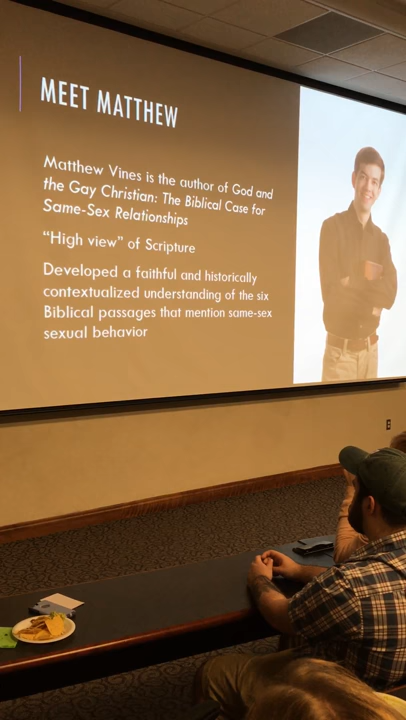 MEET MATTHEW
Matthew Vines is the author of God and
the Gay Christian: The Biblical Case for
Same-Sex Relationships
“High view” of Scripture
Developed a faithful and historically
contextualized understanding of the six
Biblical passages that mention same-sex
sexual behavior